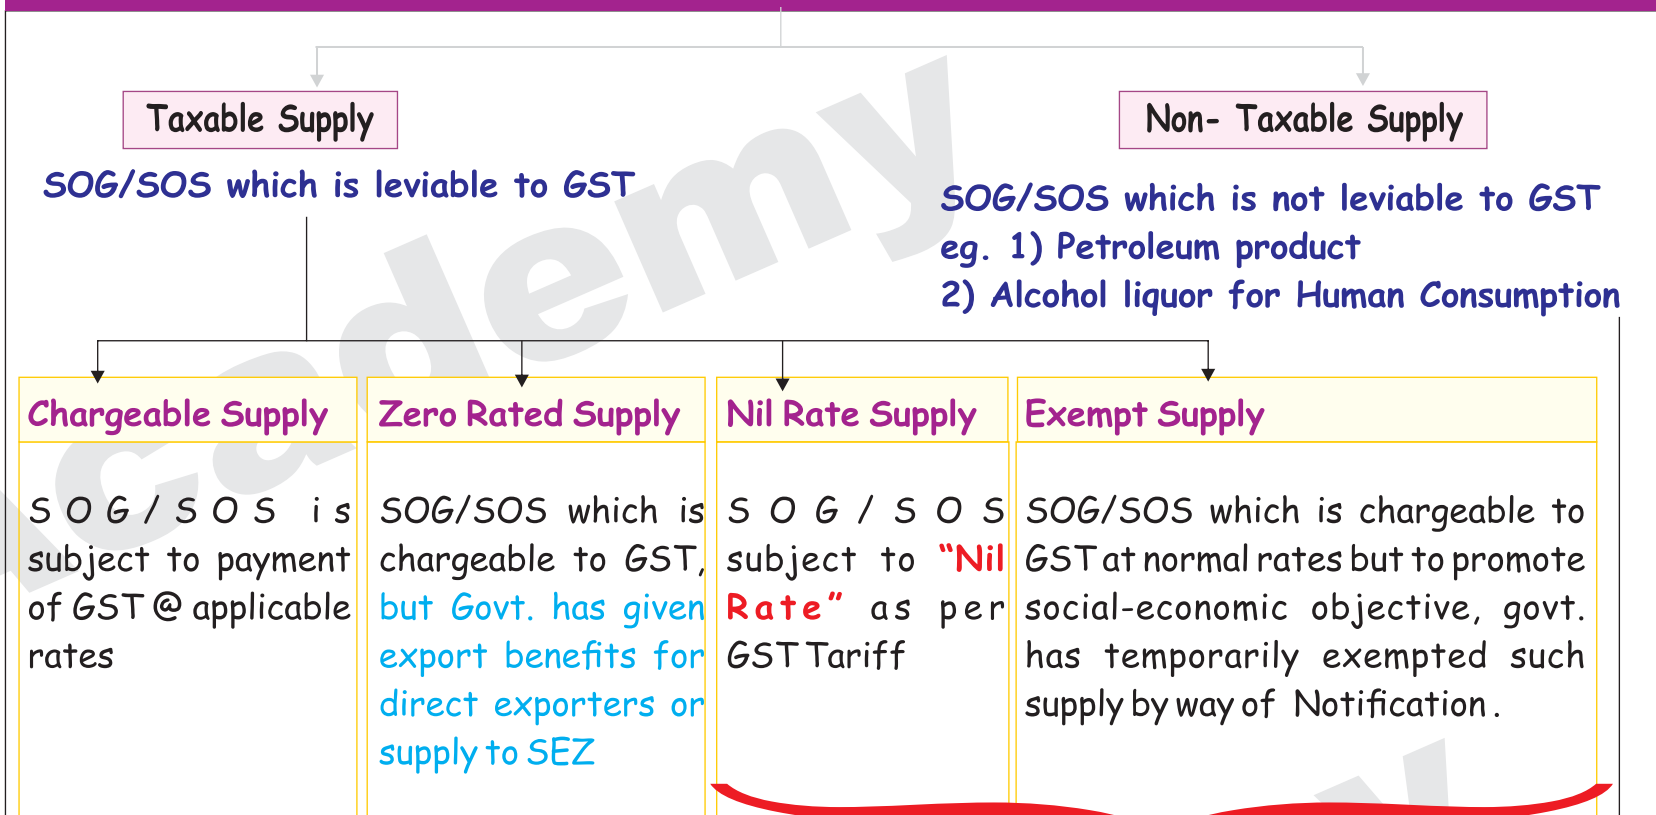 Taxable Supply
Non- Taxable Supply
SOG/SOS which is leviable to GST
SOG/SOS which is not leviable to GST
eg. 1) Petroleum product
2) Alcohol liquor for Human Consumption
Chargeable Supply
SOG/SOS is
subject to payment
of GST @ applicable
rates
Zero Rated Supply
SOG/SOS which is
chargeable to GST,
but Govt. has given
export benefits for
direct exporters or
supply to SEZ
Nil Rate Supply
SOG/SOS
subject to “Nil
Rate” as per
GST Tariff
Exempt Supply
SOG/SOS which is chargeable to
GST at normal rates but to promote
social-economic objective, govt.
has temporarily exempted such
supply by way of Notification .
Academy